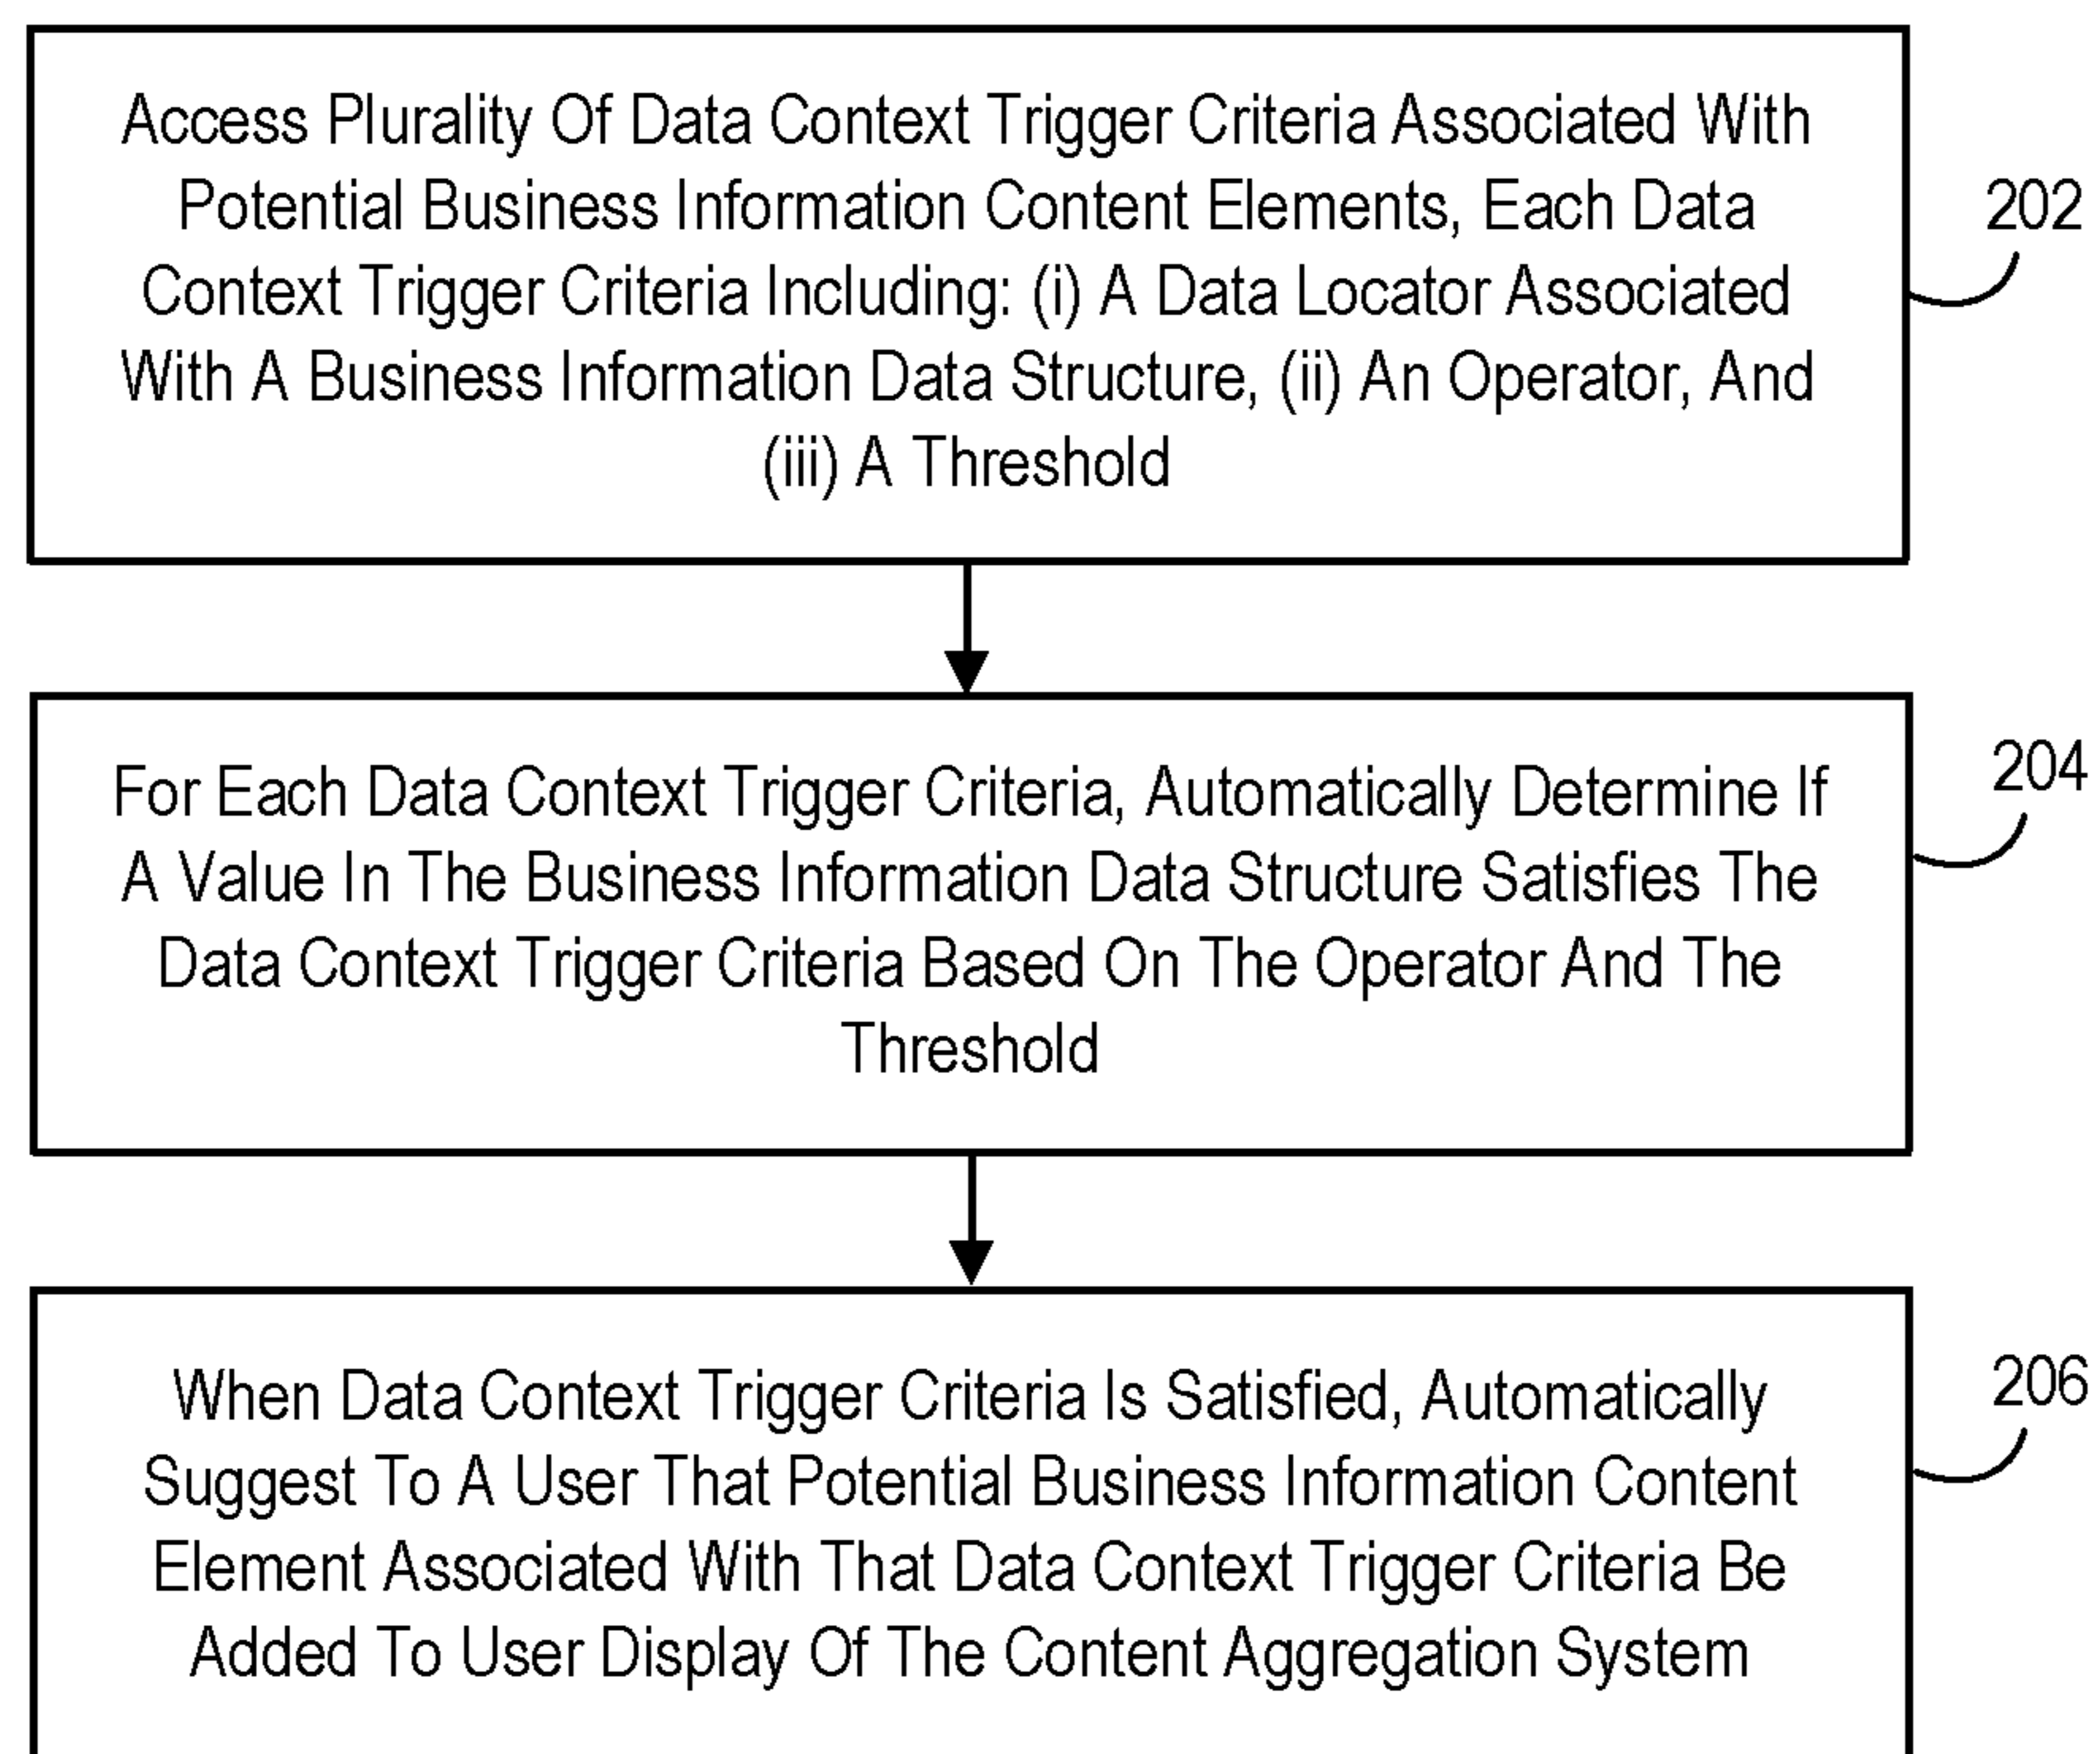 Access Plurality Of Data Context Trigger Criteria Associated With
Potential Business Information Content Elements, Each Data
Context Trigger Criteria Including: (i) A Data Locator Associated
With A Business Information Data Structure, (ii) An Operator, And
(iii) A Threshold
202
For Each Data Context Trigger Criteria, Automatically Determine If
A Value In The Business Information Data Structure Satisfies The
Data Context Trigger Criteria Based On The Operator And The
Threshold
204
When Data Context Trigger Criteria Is Satisfied, Automatically
Suggest To A User That Potential Business Information Content
Element Associated With That Data Context Trigger Criteria Be
Added To User Display Of The Content Aggregation System
206